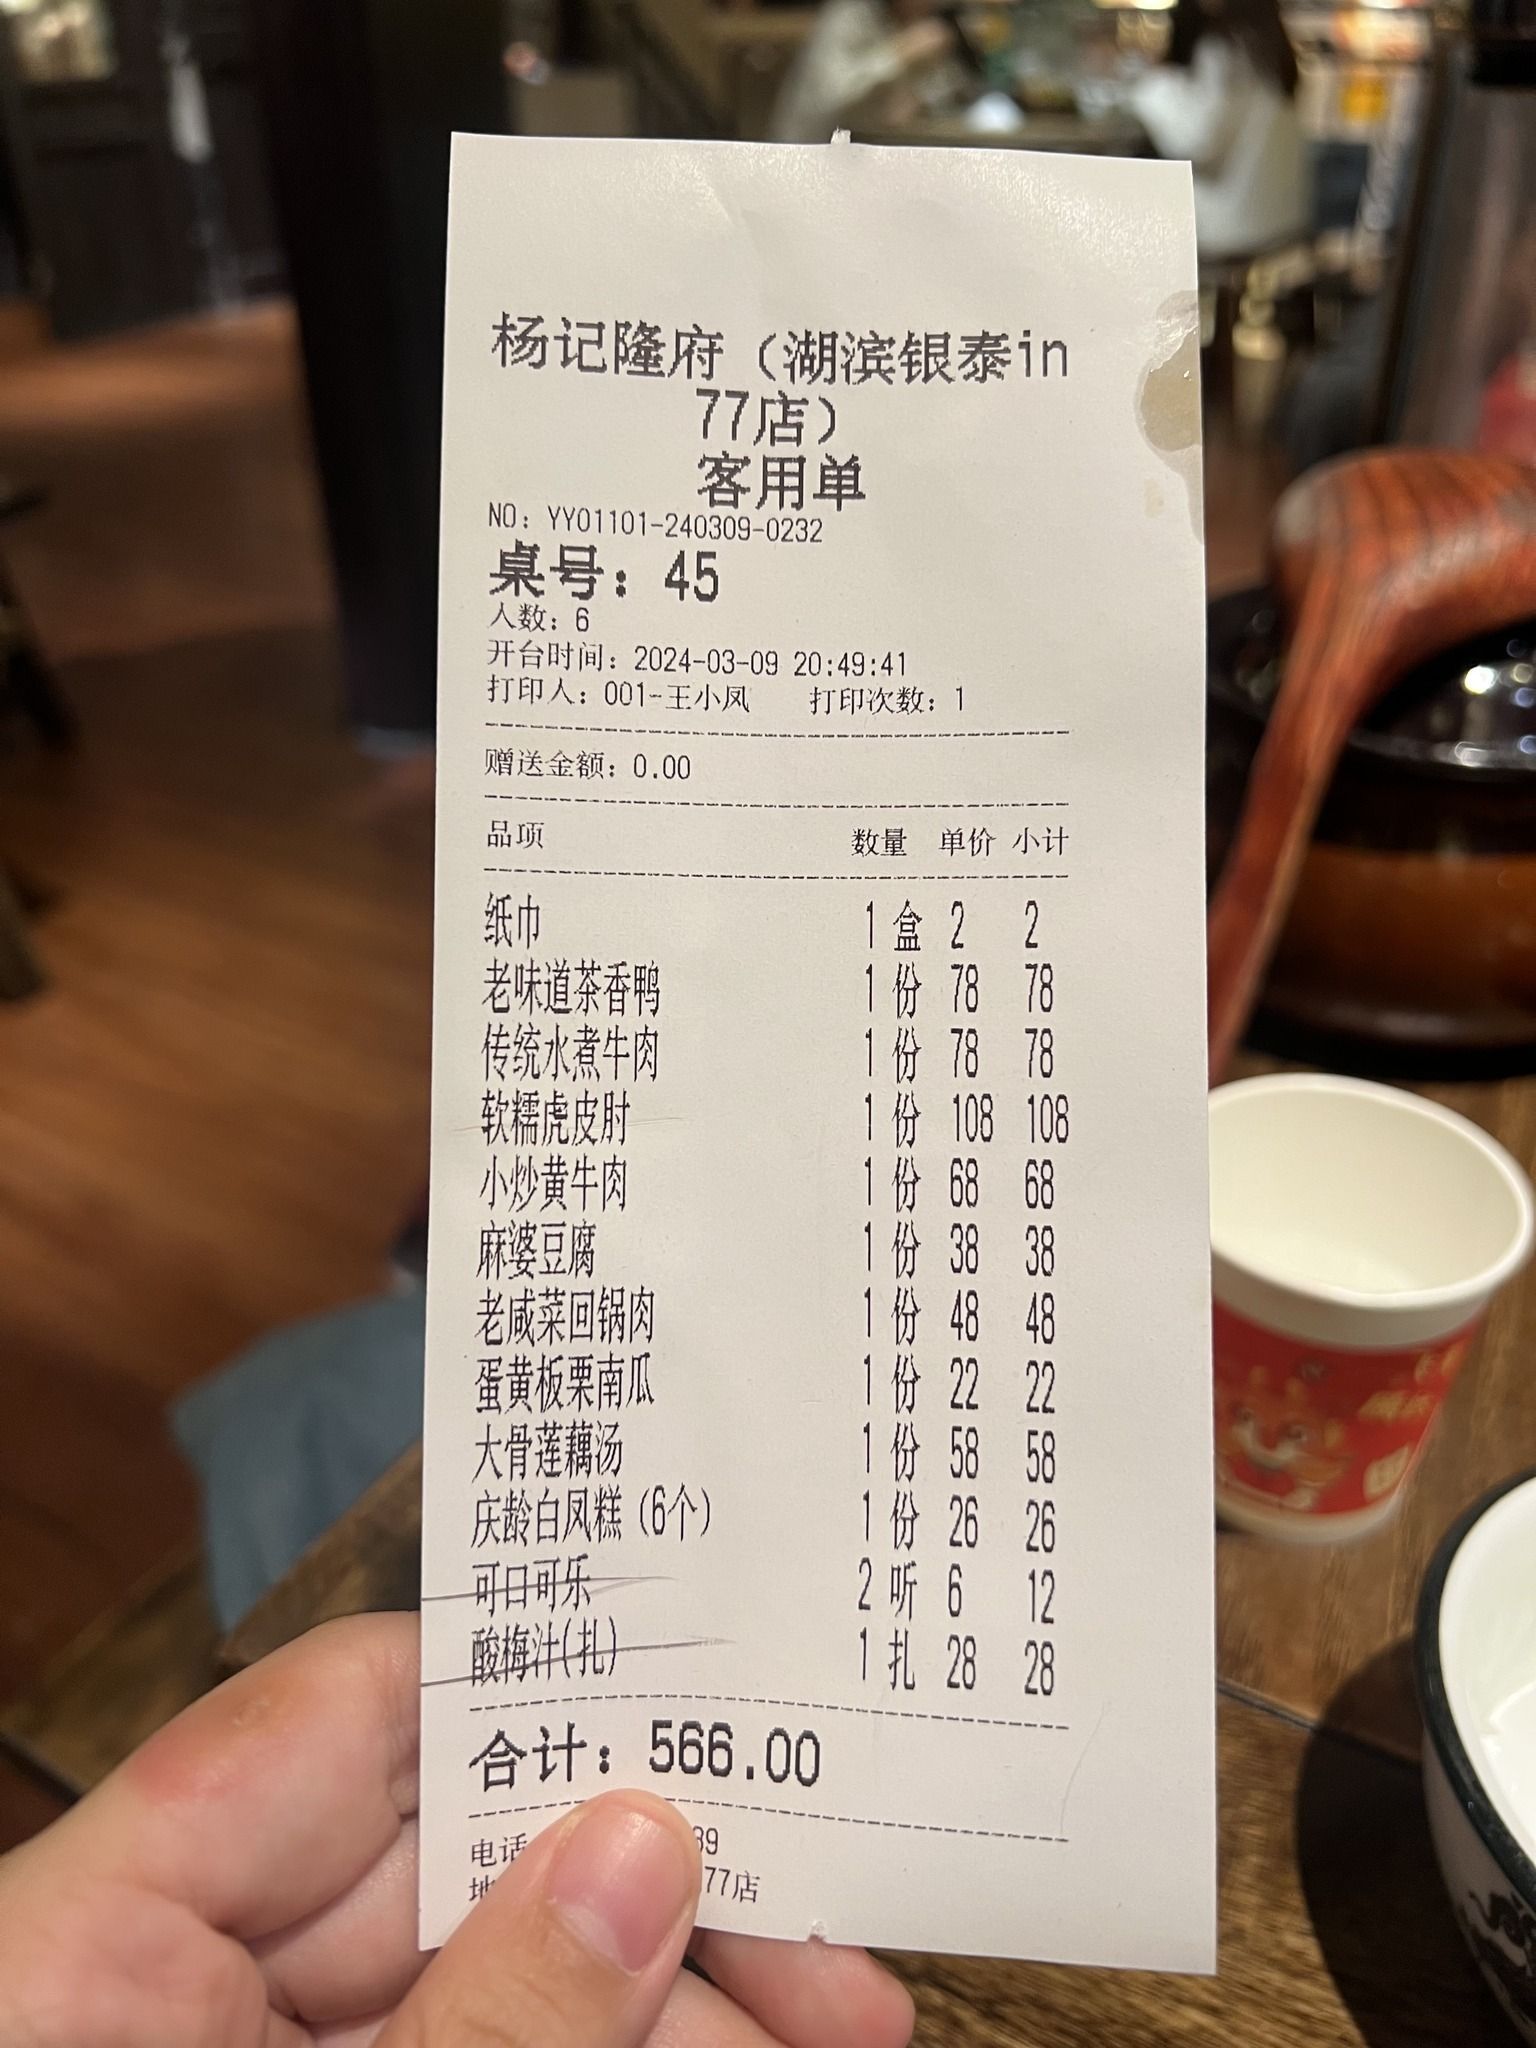 杨记隆府（湖滨银泰in
77店）
客用单
NO: YY01101-240309-0232
桌号：45
人数：6
开台时间：2024-03-09 20:49:41
打印人：001-王小凤 打印次数：1
赠送金额：0.00
品项 数量 单价 小计
纸巾 1 盒 2 2
老味道茶香鸭 1 份 78 78
传统水煮牛肉 1 份 78 78
软糯虎皮肘 1 份 108 108
小炒黄牛肉 1 份 68 68
麻婆豆腐 1 份 38 38
老咸菜回锅肉 1 份 48 48
蛋黄板栗南瓜 1 份 22 22
大骨莲藕汤 1 份 58 58
庆龄白凤糕（6个） 1 份 26 26
可口可乐 2 听 6 12
酸梅汁(扎) 1 扎 28 28
合计：566.00
电话 39
地 77店